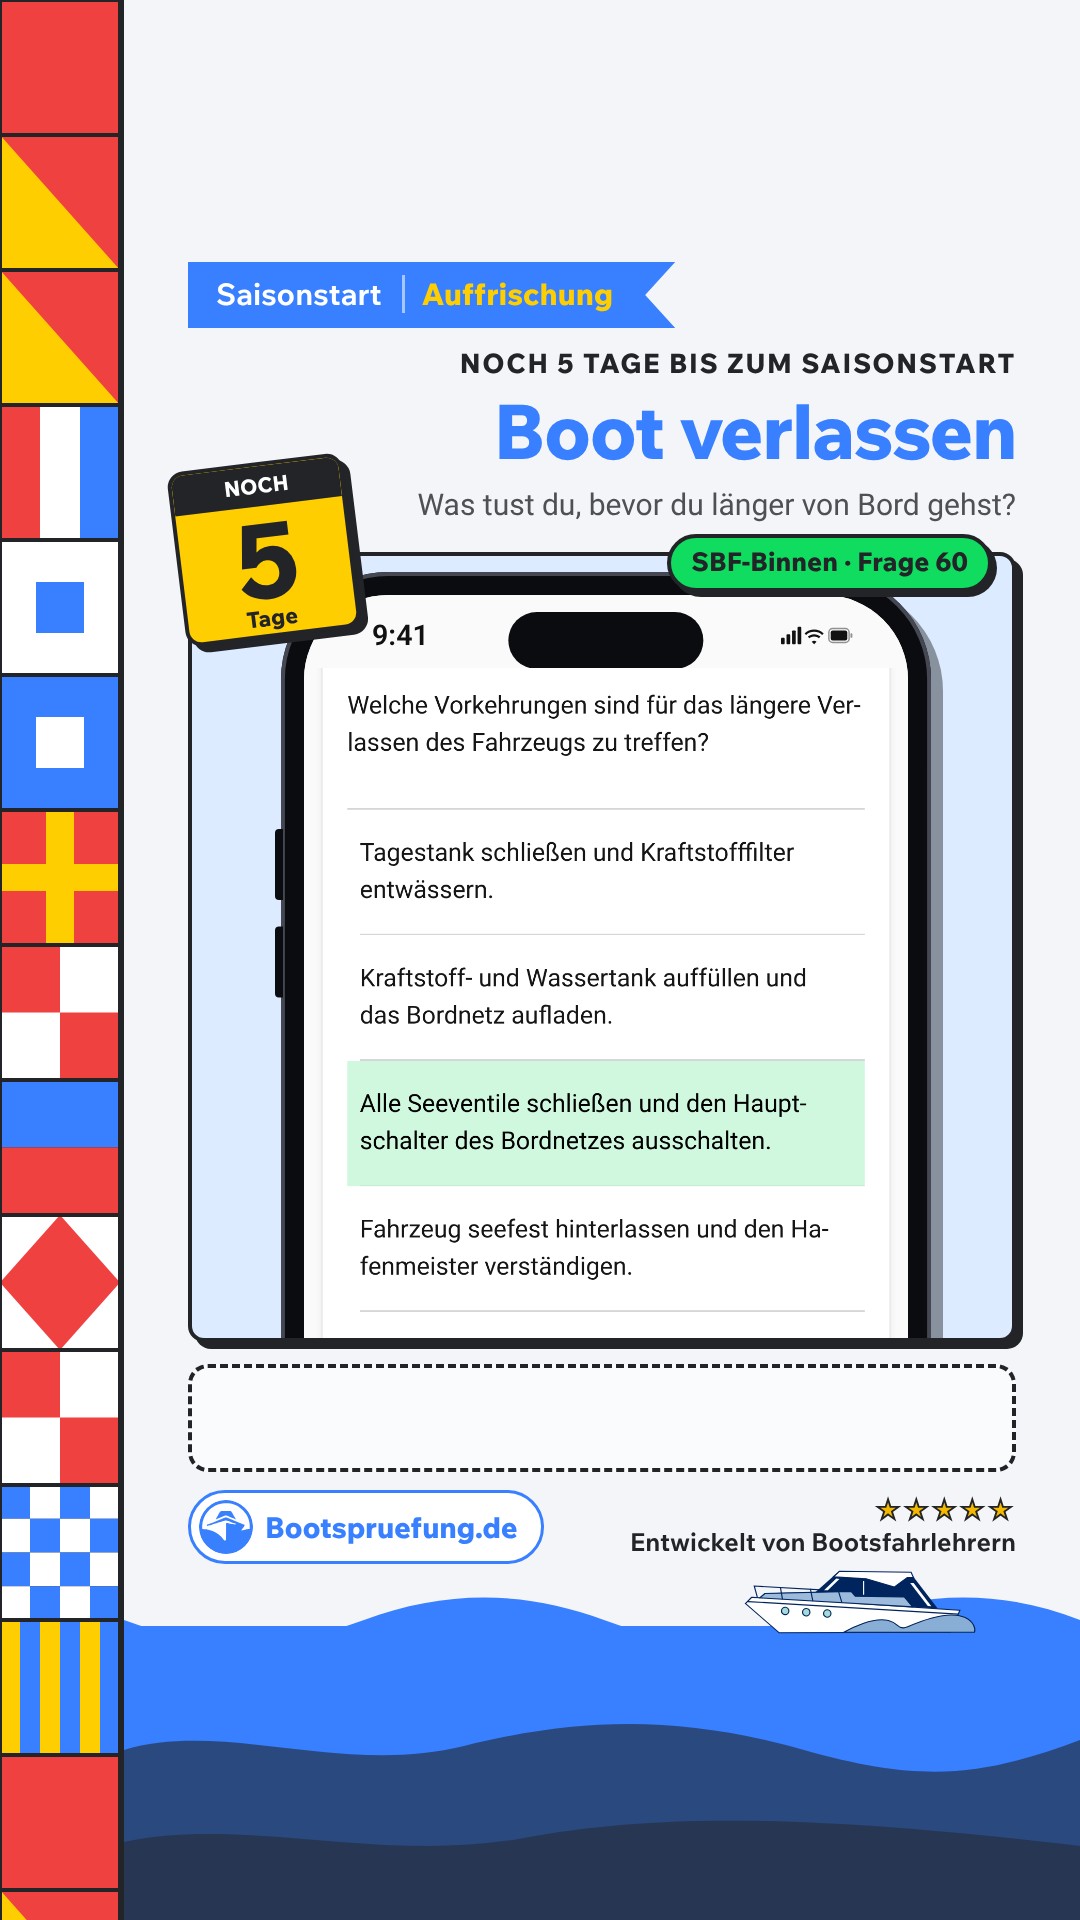 Saisonstart | Auffrischung
NOCH 5 TAGE BIS ZUM SAISONSTART
Boot verlassen
Was tust du, bevor du länger von Bord gehst?
NOCH
5
Tage
SBF-Binnen · Frage 60
9:41
Welche Vorkehrungen sind für das längere Ver-
lassen des Fahrzeugs zu treffen?
Tagestank schließen und Kraftstofffilter
entwässern.
Kraftstoff- und Wassertank auffüllen und
das Bordnetz aufladen.
Alle Seeventile schließen und den Haupt-
schalter des Bordnetzes ausschalten.
Fahrzeug seefest hinterlassen und den Ha-
fenmeister verständigen.
Bootspruefung.de
Entwickelt von Bootsfahrlehrern